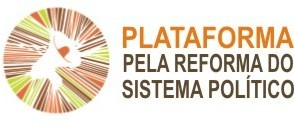 PLATAFORMA
PELA REFORMA DO
SISTEMA POLÍTICO